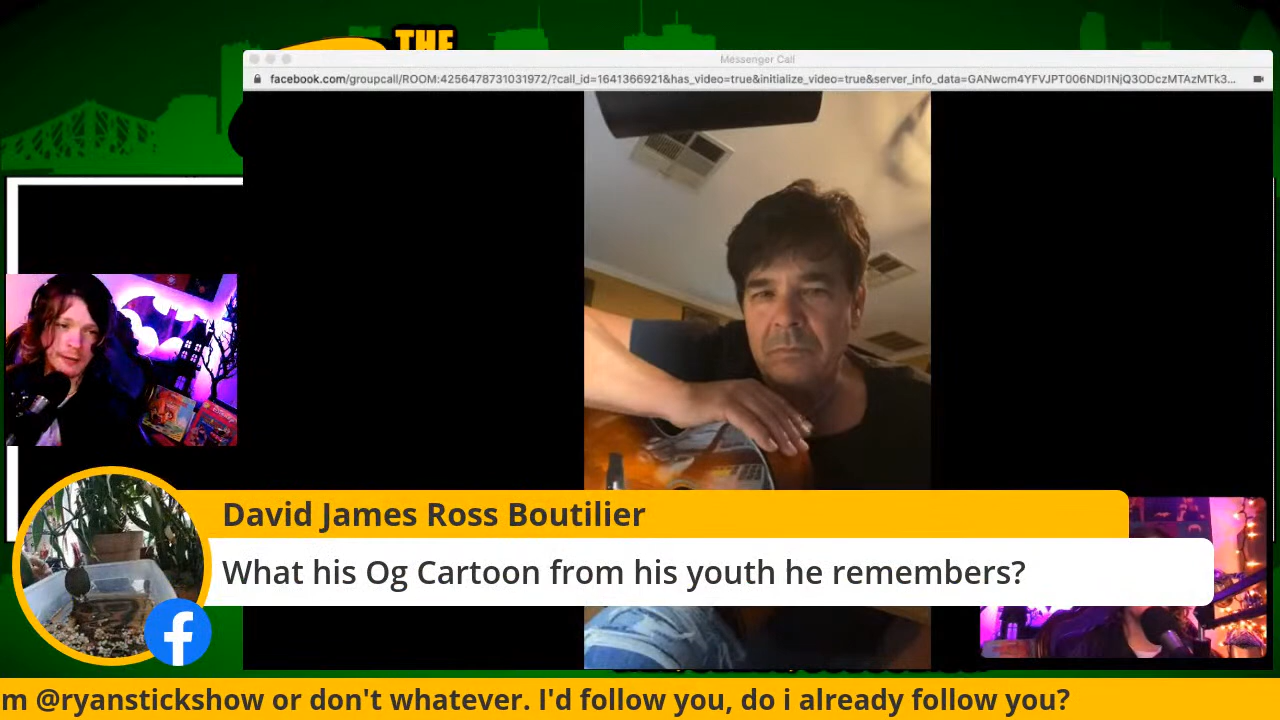 THE
Messenger Call
facebook.com/groupcall/ROOM:4256478731031972/?call_id=1641366921&has_video=true&initialize_video=true&server_info_data=GANwcm4YFVJPT006NDI1NjQ3ODczMTAzMTk3...
David James Ross Boutilier
What his Og Cartoon from his youth he remembers?
m @ryanstickshow or don't whatever. I'd follow you, do i already follow you?